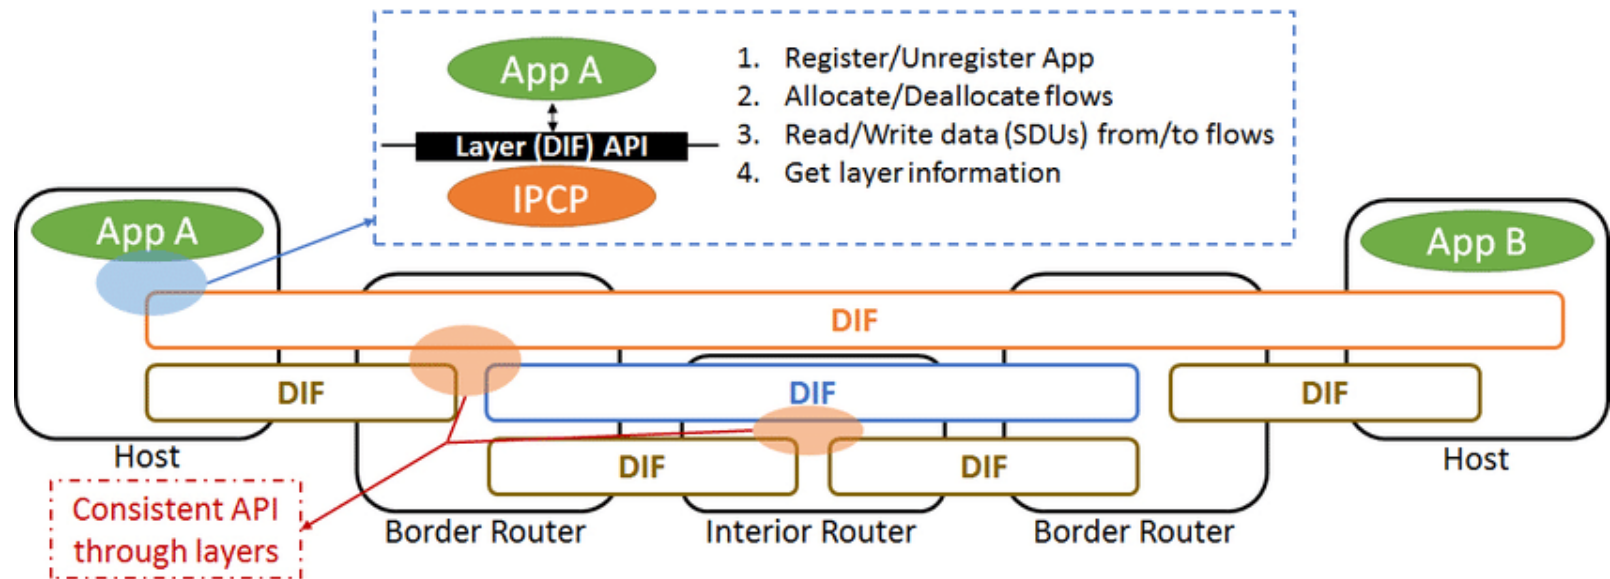 App A
Layer (DIF) API
IPCP
1. Register/Unregister App
2. Allocate/Deallocate flows
3. Read/Write data (SDUs) from/to flows
4. Get layer information
App A
App B
DIF
DIF
DIF
DIF
DIF
DIF
Host
Host
Consistent API
through layers
Border Router
Interior Router
Border Router